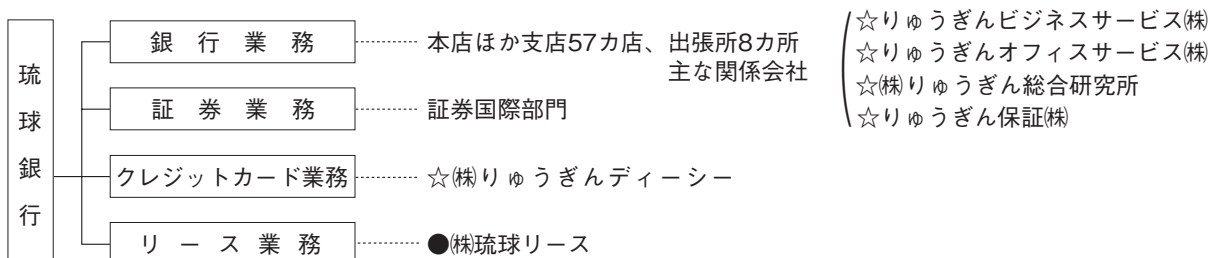 琉球銀行
銀行業務
本店ほか支店57カ店、出張所8カ所
主な関係会社
☆りゅうぎんビジネスサービス㈱
☆りゅうぎんオフィスサービス㈱
☆㈱りゅうぎん総合研究所
☆りゅうぎん保証㈱
証券業務
証券国際部門
クレジットカード業務
☆㈱りゅうぎんディーシー
リース業務
●㈱琉球リース